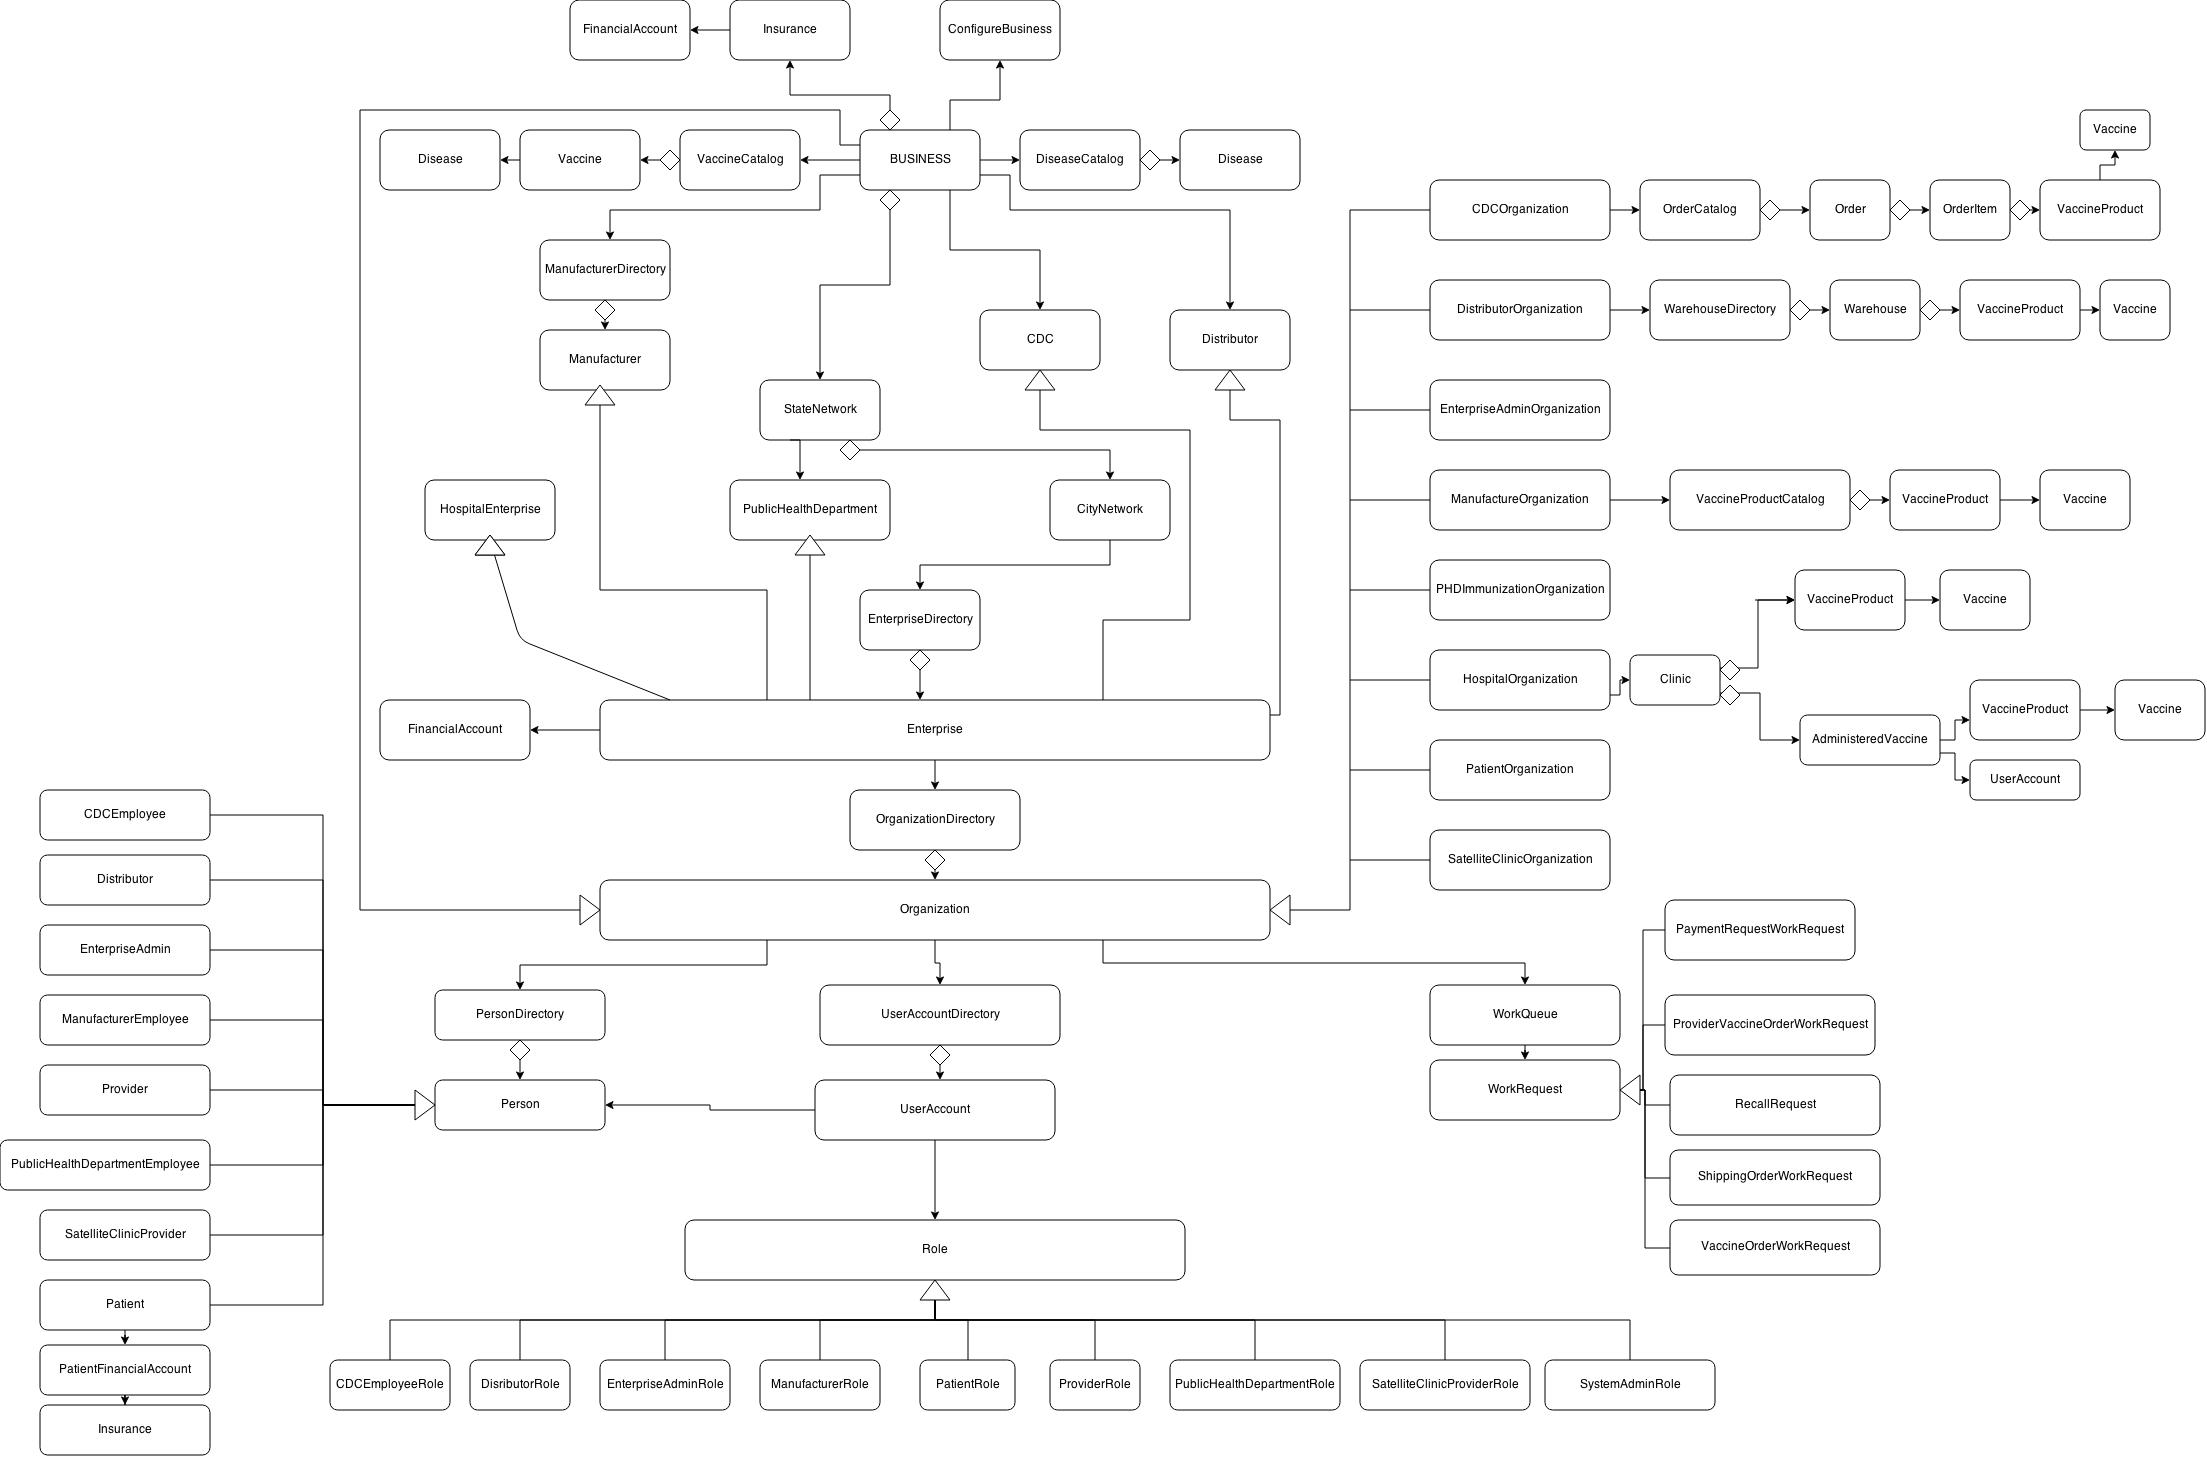 FinancialAccount
Insurance
ConfigureBusiness
Disease
Vaccine
VaccineCatalog
BUSINESS
DiseaseCatalog
Disease
Vaccine
CDCOrganization
OrderCatalog
Order
OrderItem
VaccineProduct
ManufacturerDirectory
Manufacturer
CDC
Distributor
DistributorOrganization
WarehouseDirectory
Warehouse
VaccineProduct
Vaccine
StateNetwork
EnterpriseAdminOrganization
HospitalEnterprise
PublicHealthDepartment
CityNetwork
ManufactureOrganization
VaccineProductCatalog
VaccineProduct
Vaccine
EnterpriseDirectory
PHDImmunizationOrganization
VaccineProduct
Vaccine
HospitalOrganization
Clinic
VaccineProduct
Vaccine
FinancialAccount
Enterprise
AdministeredVaccine
PatientOrganization
UserAccount
CDCEmployee
OrganizationDirectory
SatelliteClinicOrganization
Distributor
Organization
PaymentRequestWorkRequest
EnterpriseAdmin
ManufacturerEmployee
PersonDirectory
UserAccountDirectory
WorkQueue
ProviderVaccineOrderWorkRequest
Provider
Person
UserAccount
WorkRequest
RecallRequest
PublicHealthDepartmentEmployee
ShippingOrderWorkRequest
SatelliteClinicProvider
Role
VaccineOrderWorkRequest
Patient
PatientFinancialAccount
CDCEmployeeRole
DisributorRole
EnterpriseAdminRole
ManufacturerRole
PatientRole
ProviderRole
PublicHealthDepartmentRole
SatelliteClinicProviderRole
SystemAdminRole
Insurance